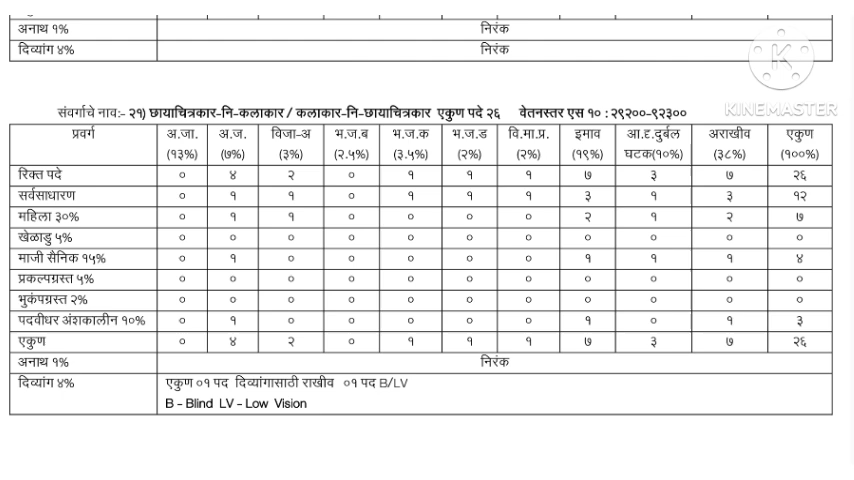 अनाथ १% निरंक
दिव्यांग ४% निरंक
KINEMASTER
संवर्गाचे नाव:- २१) छायाचित्रकार-नि-कलाकार / कलाकार-नि-छायाचित्रकार एकुण पदे २६ वेतनस्तर एस १० : २९२००-९२३००
प्रवर्ग अ.जा. अ.ज. विजा-अ भ.ज.ब भ.ज.क भ.ज.ड वि.मा.प्र. इमाव आ.दृ.दुर्बल अराखीव एकुण
(१३%) (७%) (३%) (२.५%) (३.५%) (२%) (२%) (१९%) घटक(१०%) (३८%) (१००%)
रिक्त पदे ० ४ २ ० १ १ १ ७ ३ ७ २६
सर्वसाधारण ० १ १ ० १ १ १ ३ १ ३ १२
महिला ३०% ० १ १ ० ० ० ० २ १ २ ७
खेळाडु ५% ० ० ० ० ० ० ० ० ० ० ०
माजी सैनिक १५% ० १ ० ० ० ० ० १ १ १ ४
प्रकल्पग्रस्त ५% ० ० ० ० ० ० ० ० ० ० ०
भुकंपग्रस्त २% ० ० ० ० ० ० ० ० ० ० ०
पदवीधर अंशकालीन १०% ० १ ० ० ० ० ० १ ० १ ३
एकुण ० ४ २ ० १ १ १ ७ ३ ७ २६
अनाथ १% निरंक
दिव्यांग ४% एकुण ०१ पद दिव्यांगासाठी राखीव ०१ पद B/LV
B - Blind LV - Low Vision